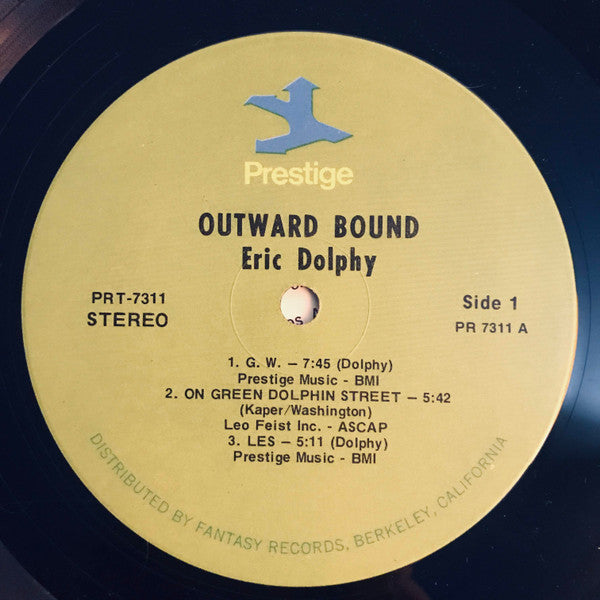 Prestige
OUTWARD BOUND
Eric Dolphy
PRT-7311
STEREO
Side 1
PR 7311 A
1. G. W. — 7:45 (Dolphy)
Prestige Music - BMI
2. ON GREEN DOLPHIN STREET — 5:42
(Kaper/Washington)
Leo Feist Inc. - ASCAP
3. LES — 5:11 (Dolphy)
Prestige Music - BMI
DISTRIBUTED BY FANTASY RECORDS, BERKELEY, CALIFORNIA